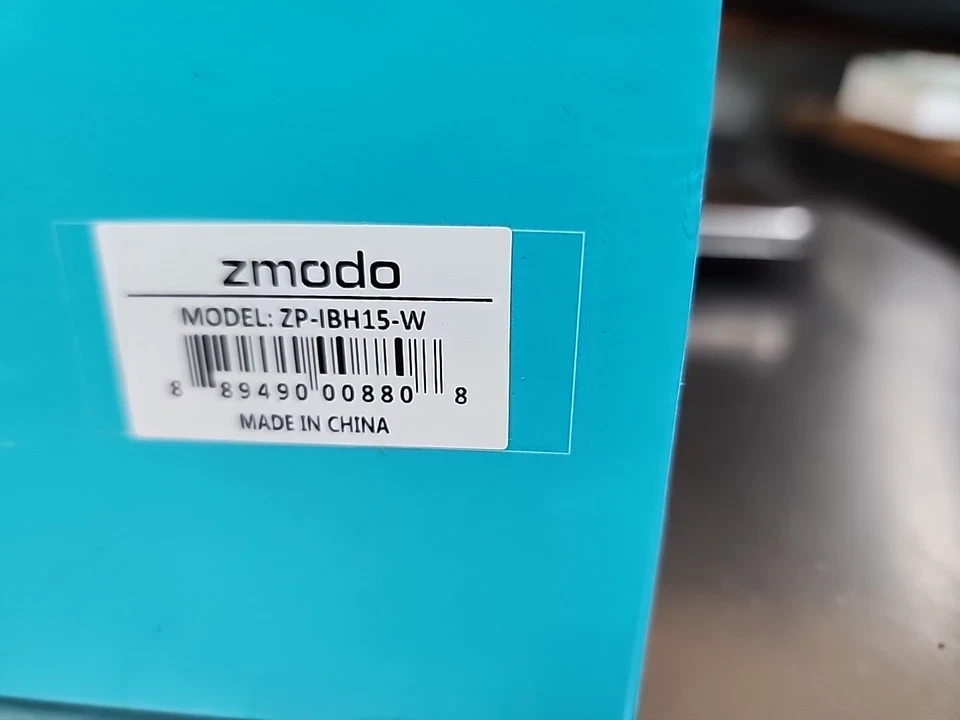 zmodo
MODEL: ZP-IBH15-W
8 89490 00880 8
MADE IN CHINA